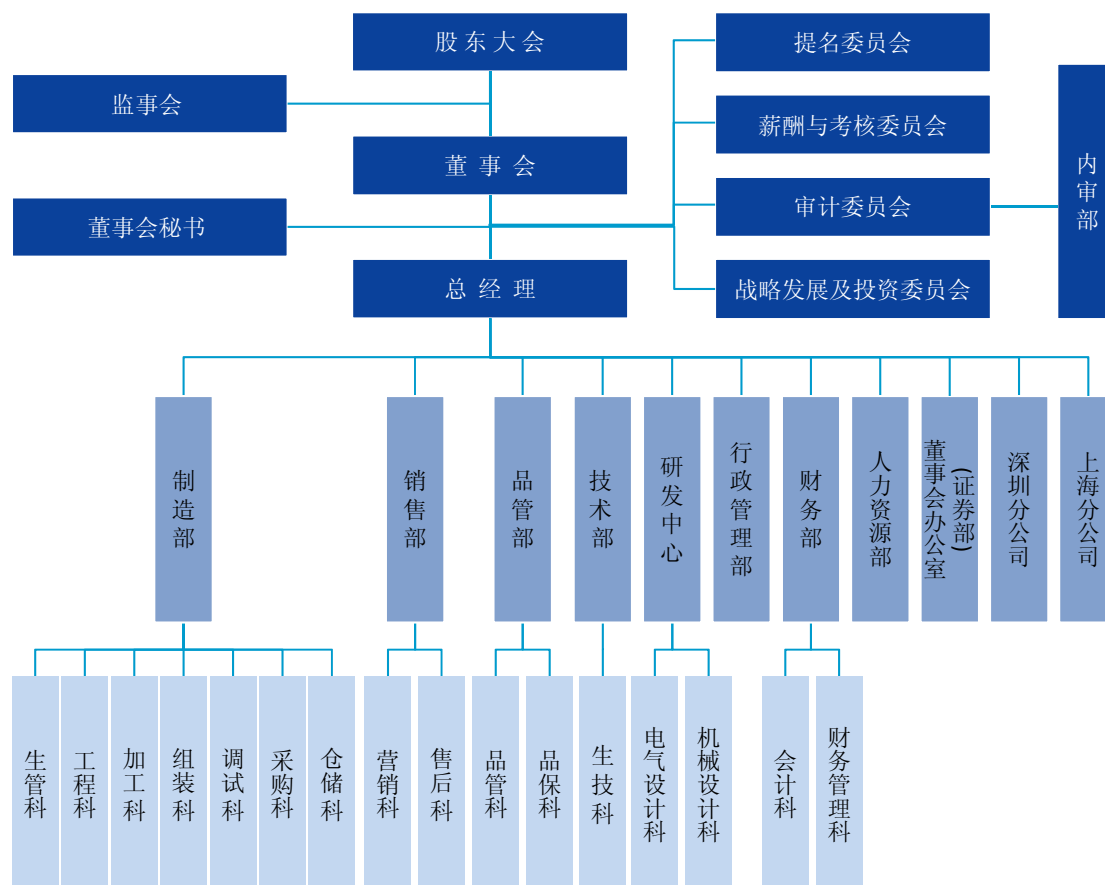 股东大会
提名委员会
监事会
薪酬与考核委员会
董事会
内审部
审计委员会
董事会秘书
总经理
战略发展及投资委员会
制造部
销售部
品管部
技术部
研发中心
行政管理部
财务部
人力资源部
董事会办公室
(证券部)
深圳分公司
上海分公司
生管科
工程科
加工科
组装科
调试科
采购科
仓储科
营销科
售后科
品管科
品保科
生技科
电气设计科
机械设计科
会计科
财务管理科